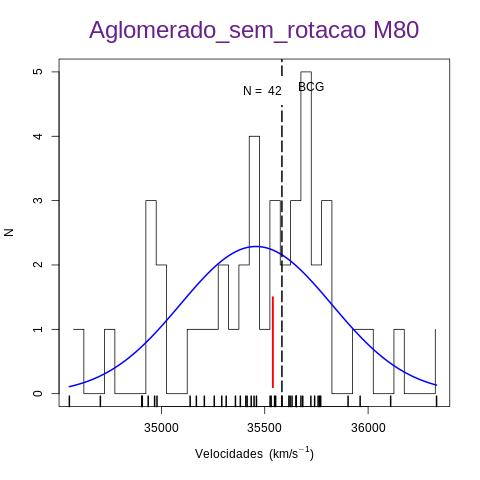 Aglomerado_sem_rotacao M80
N = 42
BCG
5
4
3
2
1
0
N
35000 35500 36000
Velocidades (km/s⁻¹)